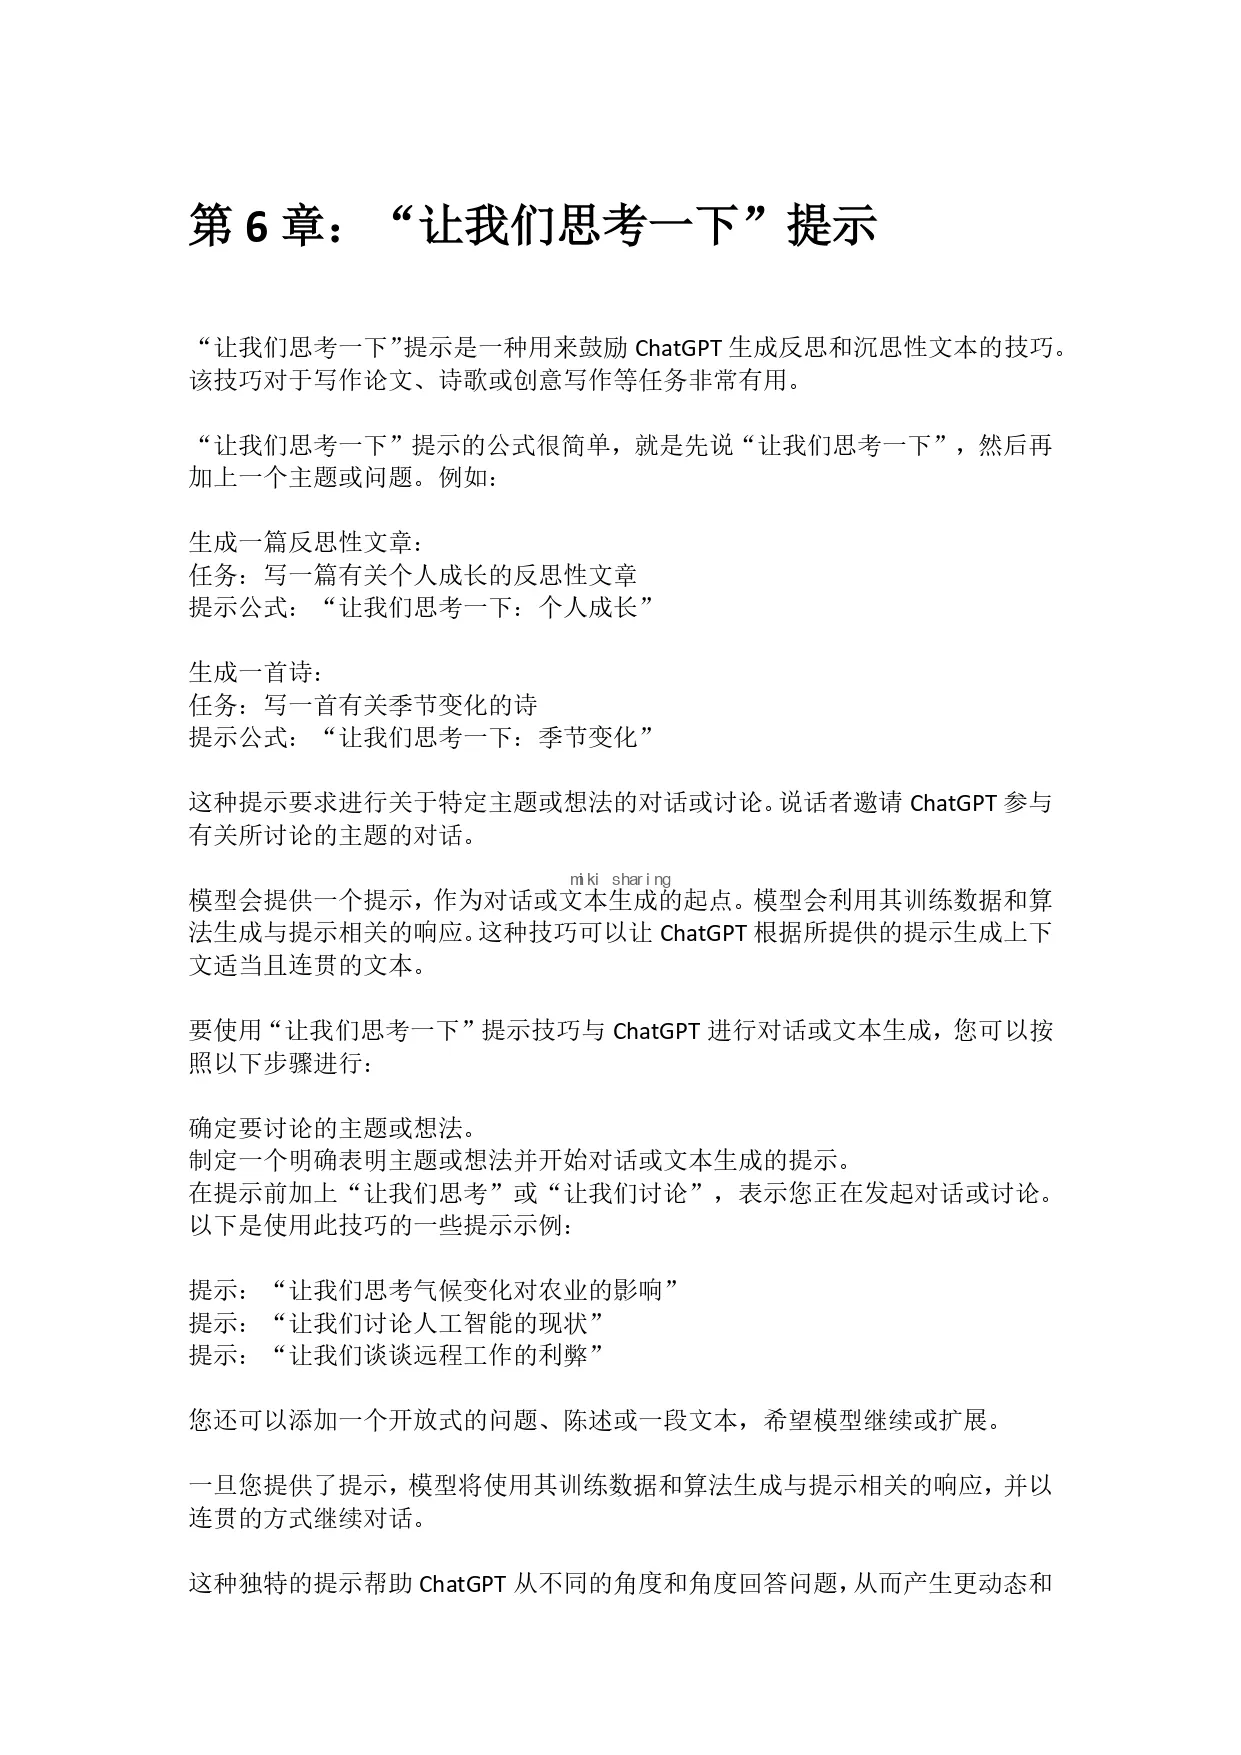 第 6 章：“让我们思考一下”提示
“让我们思考一下”提示是一种用来鼓励 ChatGPT 生成反思和沉思性文本的技巧。
该技巧对于写作论文、诗歌或创意写作等任务非常有用。
“让我们思考一下”提示的公式很简单，就是先说“让我们思考一下”，然后再
加上一个主题或问题。例如：
生成一篇反思性文章：
任务：写一篇有关个人成长的反思性文章
提示公式：“让我们思考一下：个人成长”
生成一首诗：
任务：写一首有关季节变化的诗
提示公式：“让我们思考一下：季节变化”
这种提示要求进行关于特定主题或想法的对话或讨论。说话者邀请 ChatGPT 参与
有关所讨论的主题的对话。
miki sharing
模型会提供一个提示，作为对话或文本生成的起点。模型会利用其训练数据和算
法生成与提示相关的响应。这种技巧可以让 ChatGPT 根据所提供的提示生成上下
文适当且连贯的文本。
要使用“让我们思考一下”提示技巧与 ChatGPT 进行对话或文本生成，您可以按
照以下步骤进行：
确定要讨论的主题或想法。
制定一个明确表明主题或想法并开始对话或文本生成的提示。
在提示前加上“让我们思考”或“让我们讨论”，表示您正在发起对话或讨论。
以下是使用此技巧的一些提示示例：
提示：“让我们思考气候变化对农业的影响”
提示：“让我们讨论人工智能的现状”
提示：“让我们谈谈远程工作的利弊”
您还可以添加一个开放式的问题、陈述或一段文本，希望模型继续或扩展。
一旦您提供了提示，模型将使用其训练数据和算法生成与提示相关的响应，并以
连贯的方式继续对话。
这种独特的提示帮助 ChatGPT 从不同的角度和角度回答问题，从而产生更动态和